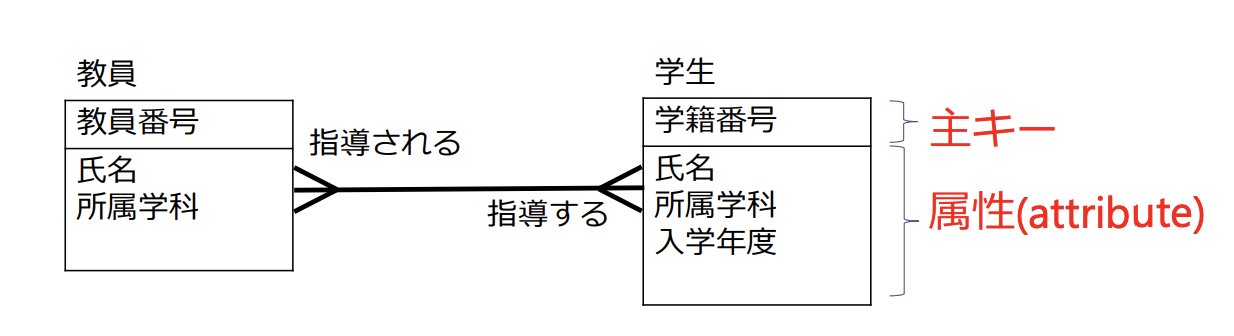 教員
教員番号
氏名
所属学科
指導される
指導する
学生
学籍番号
氏名
所属学科
入学年度
主キー
属性(attribute)